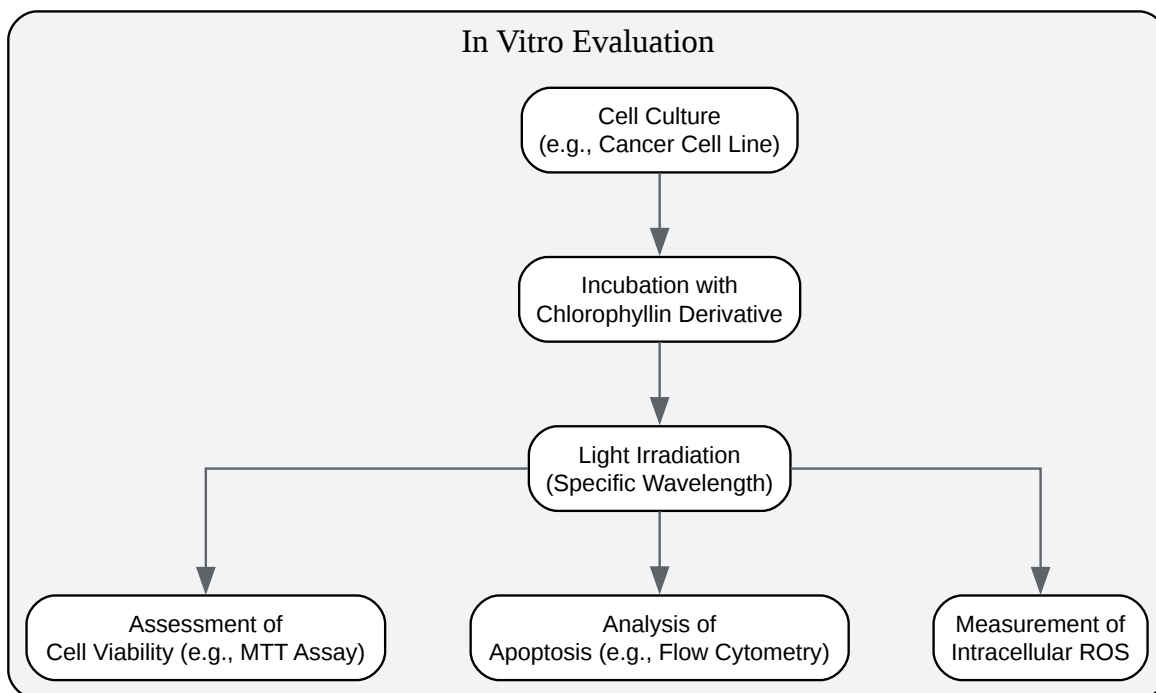 In Vitro Evaluation
Cell Culture
(e.g., Cancer Cell Line)
Incubation with
Chlorophyllin Derivative
Light Irradiation
(Specific Wavelength)
Assessment of
Cell Viability (e.g., MTT Assay)
Analysis of
Apoptosis (e.g., Flow Cytometry)
Measurement of
Intracellular ROS